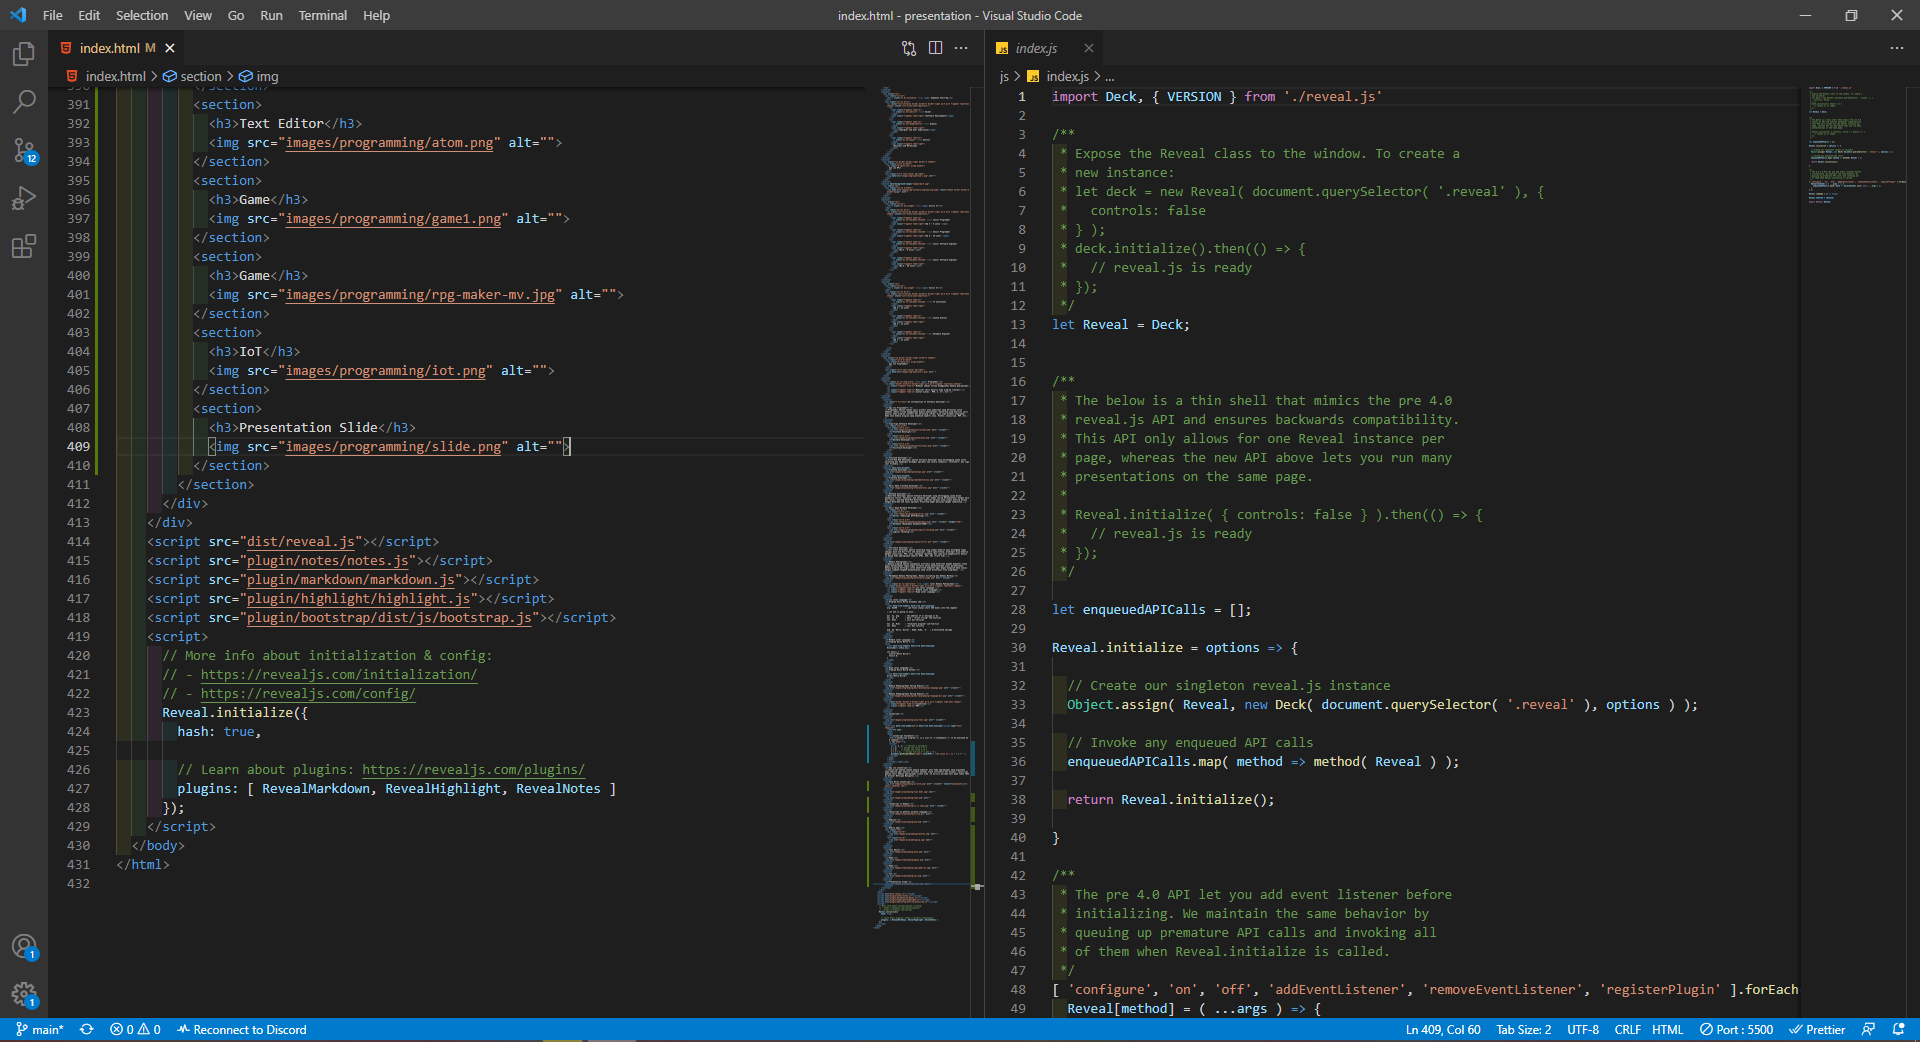 File Edit Selection View Go Run Terminal Help
index.html - presentation - Visual Studio Code
index.html M
index.html > section > img
391 <section>
392 <h3>Text Editor</h3>
393 <img src="images/programming/atom.png" alt="">
394 </section>
395 <section>
396 <h3>Game</h3>
397 <img src="images/programming/game1.png" alt="">
398 </section>
399 <section>
400 <h3>Game</h3>
401 <img src="images/programming/rpg-maker-mv.jpg" alt="">
402 </section>
403 <section>
404 <h3>IoT</h3>
405 <img src="images/programming/iot.png" alt="">
406 </section>
407 <section>
408 <h3>Presentation Slide</h3>
409 <img src="images/programming/slide.png" alt="">
410 </section>
411 </section>
412 </div>
413 </div>
414 <script src="dist/reveal.js"></script>
415 <script src="plugin/notes/notes.js"></script>
416 <script src="plugin/markdown/markdown.js"></script>
417 <script src="plugin/highlight/highlight.js"></script>
418 <script src="plugin/bootstrap/dist/js/bootstrap.js"></script>
419 <script>
420 // More info about initialization & config:
421 // - https://revealjs.com/initialization/
422 // - https://revealjs.com/config/
423 Reveal.initialize({
424 hash: true,
425
426 // Learn about plugins: https://revealjs.com/plugins/
427 plugins: [ RevealMarkdown, RevealHighlight, RevealNotes ]
428 });
429 </script>
430 </body>
431 </html>
432
12
1
1
JS index.js
js > JS index.js > ...
1 import Deck, { VERSION } from './reveal.js'
2
3 /**
4 * Expose the Reveal class to the window. To create a
5 * new instance:
6 * let deck = new Reveal( document.querySelector( '.reveal' ), {
7 * controls: false
8 * } );
9 * deck.initialize().then(() => {
10 * // reveal.js is ready
11 * });
12 */
13 let Reveal = Deck;
14
15
16 /**
17 * The below is a thin shell that mimics the pre 4.0
18 * reveal.js API and ensures backwards compatibility.
19 * This API only allows for one Reveal instance per
20 * page, whereas the new API above lets you run many
21 * presentations on the same page.
22 *
23 * Reveal.initialize( { controls: false } ).then(() => {
24 * // reveal.js is ready
25 * });
26 */
27
28 let enqueuedAPICalls = [];
29
30 Reveal.initialize = options => {
31
32 // Create our singleton reveal.js instance
33 Object.assign( Reveal, new Deck( document.querySelector( '.reveal' ), options ) );
34
35 // Invoke any enqueued API calls
36 enqueuedAPICalls.map( method => method( Reveal ) );
37
38 return Reveal.initialize();
39
40 }
41
42 /**
43 * The pre 4.0 API let you add event listener before
44 * initializing. We maintain the same behavior by
45 * queuing up premature API calls and invoking all
46 * of them when Reveal.initialize is called.
47 */
48 [ 'configure', 'on', 'off', 'addEventListener', 'removeEventListener', 'registerPlugin' ].forEach
49 Reveal[method] = ( ...args ) => {
main* 0 0 Reconnect to Discord
Ln 409, Col 60 Tab Size: 2 UTF-8 CRLF HTML Port : 5500 Prettier